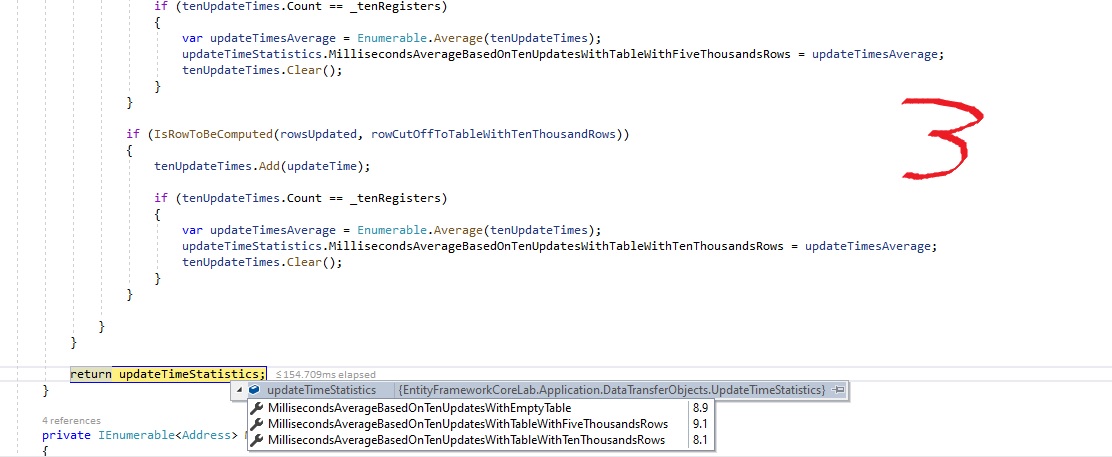 if (tenUpdateTimes.Count == _tenRegisters)
{
var updateTimesAverage = Enumerable.Average(tenUpdateTimes);
updateTimeStatistics.MillisecondsAverageBasedOnTenUpdatesWithTableWithFiveThousandsRows = updateTimesAverage;
tenUpdateTimes.Clear();
}
}
if (IsRowToBeComputed(rowsUpdated, rowCutOffToTableWithTenThousandRows))
{
tenUpdateTimes.Add(updateTime);
if (tenUpdateTimes.Count == _tenRegisters)
{
var updateTimesAverage = Enumerable.Average(tenUpdateTimes);
updateTimeStatistics.MillisecondsAverageBasedOnTenUpdatesWithTableWithTenThousandsRows = updateTimesAverage;
tenUpdateTimes.Clear();
}
}
}
}
return updateTimeStatistics; ≤154.709ms elapsed
}
updateTimeStatistics {EntityFrameworkCoreLab.Application.DataTransferObjects.UpdateTimeStatistics}
MillisecondsAverageBasedOnTenUpdatesWithEmptyTable 8.9
4 references
MillisecondsAverageBasedOnTenUpdatesWithTableWithFiveThousandsRows 9.1
private IEnumerable<Address>
MillisecondsAverageBasedOnTenUpdatesWithTableWithTenThousandsRows 8.1
{
3